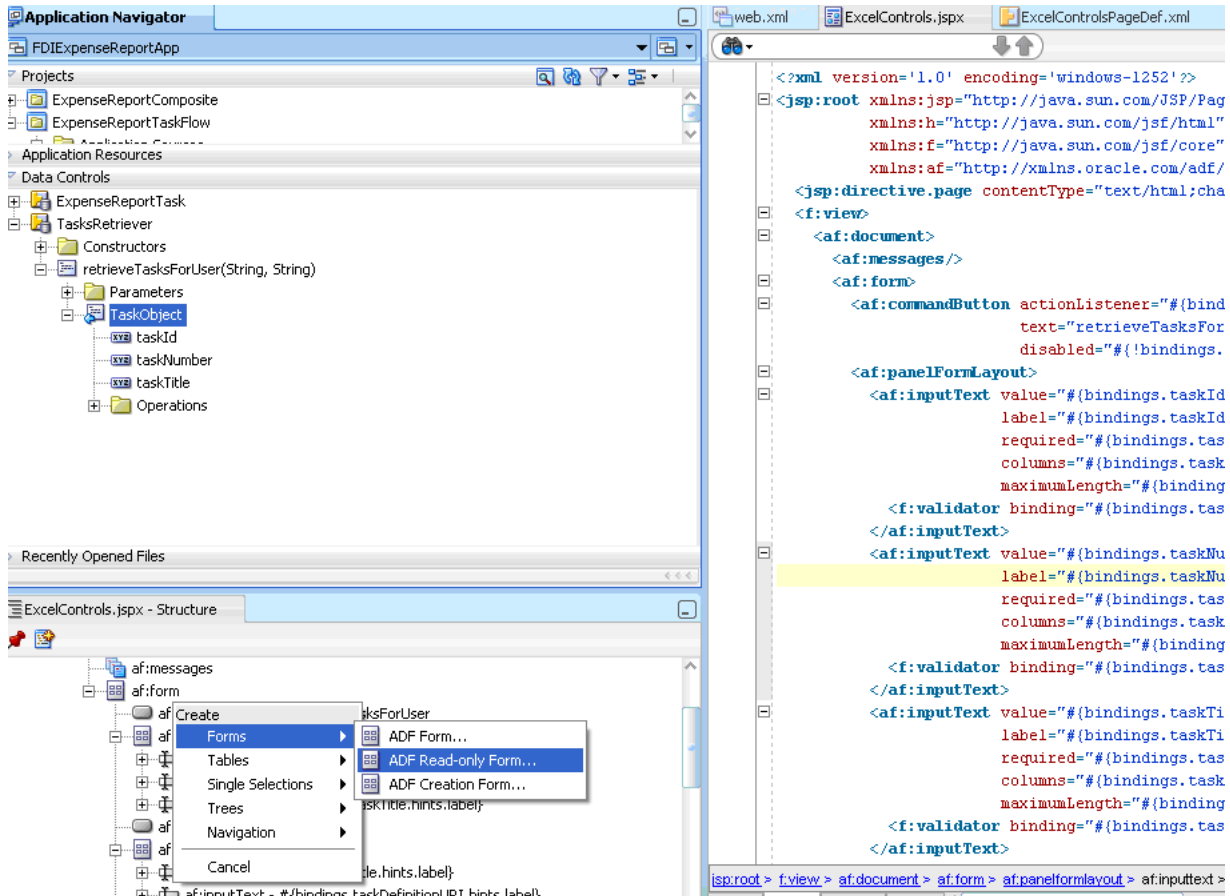 Application Navigator
FDIExpenseReportApp
Projects
ExpenseReportComposite
ExpenseReportTaskFlow
Application Resources
Data Controls
ExpenseReportTask
TasksRetriever
Constructors
retrieveTasksForUser(String, String)
Parameters
TaskObject
xyz taskId
xyz taskNumber
xyz taskTitle
Operations
Recently Opened Files
ExcelControls.jspx - Structure
af:messages
af:form
af
sksForUser
af
askTitle.hints.label}
af
af
le.hints.label}
af:inputText - #{bindings.taskDefinitionURI.hints.label}
Create
Forms
Tables
Single Selections
Trees
Navigation
Cancel
ADF Form...
ADF Read-only Form...
ADF Creation Form...
web.xml
ExcelControls.jspx
ExcelControlsPageDef.xml
<?xml version='1.0' encoding='windows-1252'?>
<jsp:root xmlns:jsp="http://java.sun.com/JSP/Pag
xmlns:h="http://java.sun.com/jsf/html"
xmlns:f="http://java.sun.com/jsf/core"
xmlns:af="http://xmlns.oracle.com/adf/
<jsp:directive.page contentType="text/html;cha
<f:view>
<af:document>
<af:messages/>
<af:form>
<af:commandButton actionListener="#{bind
text="retrieveTasksFor
disabled="#{!bindings.
<af:panelFormLayout>
<af:inputText value="#{bindings.taskId
label="#{bindings.taskId
required="#{bindings.tas
columns="#{bindings.task
maximumLength="#{binding
<f:validator binding="#{bindings.tas
</af:inputText>
<af:inputText value="#{bindings.taskNu
label="#{bindings.taskNu
required="#{bindings.tas
columns="#{bindings.task
maximumLength="#{binding
<f:validator binding="#{bindings.tas
</af:inputText>
<af:inputText value="#{bindings.taskTi
label="#{bindings.taskTi
required="#{bindings.tas
columns="#{bindings.task
maximumLength="#{binding
<f:validator binding="#{bindings.tas
</af:inputText>
jsp:root > f:view > af:document > af:form > af:panelformlayout > af:inputtext >